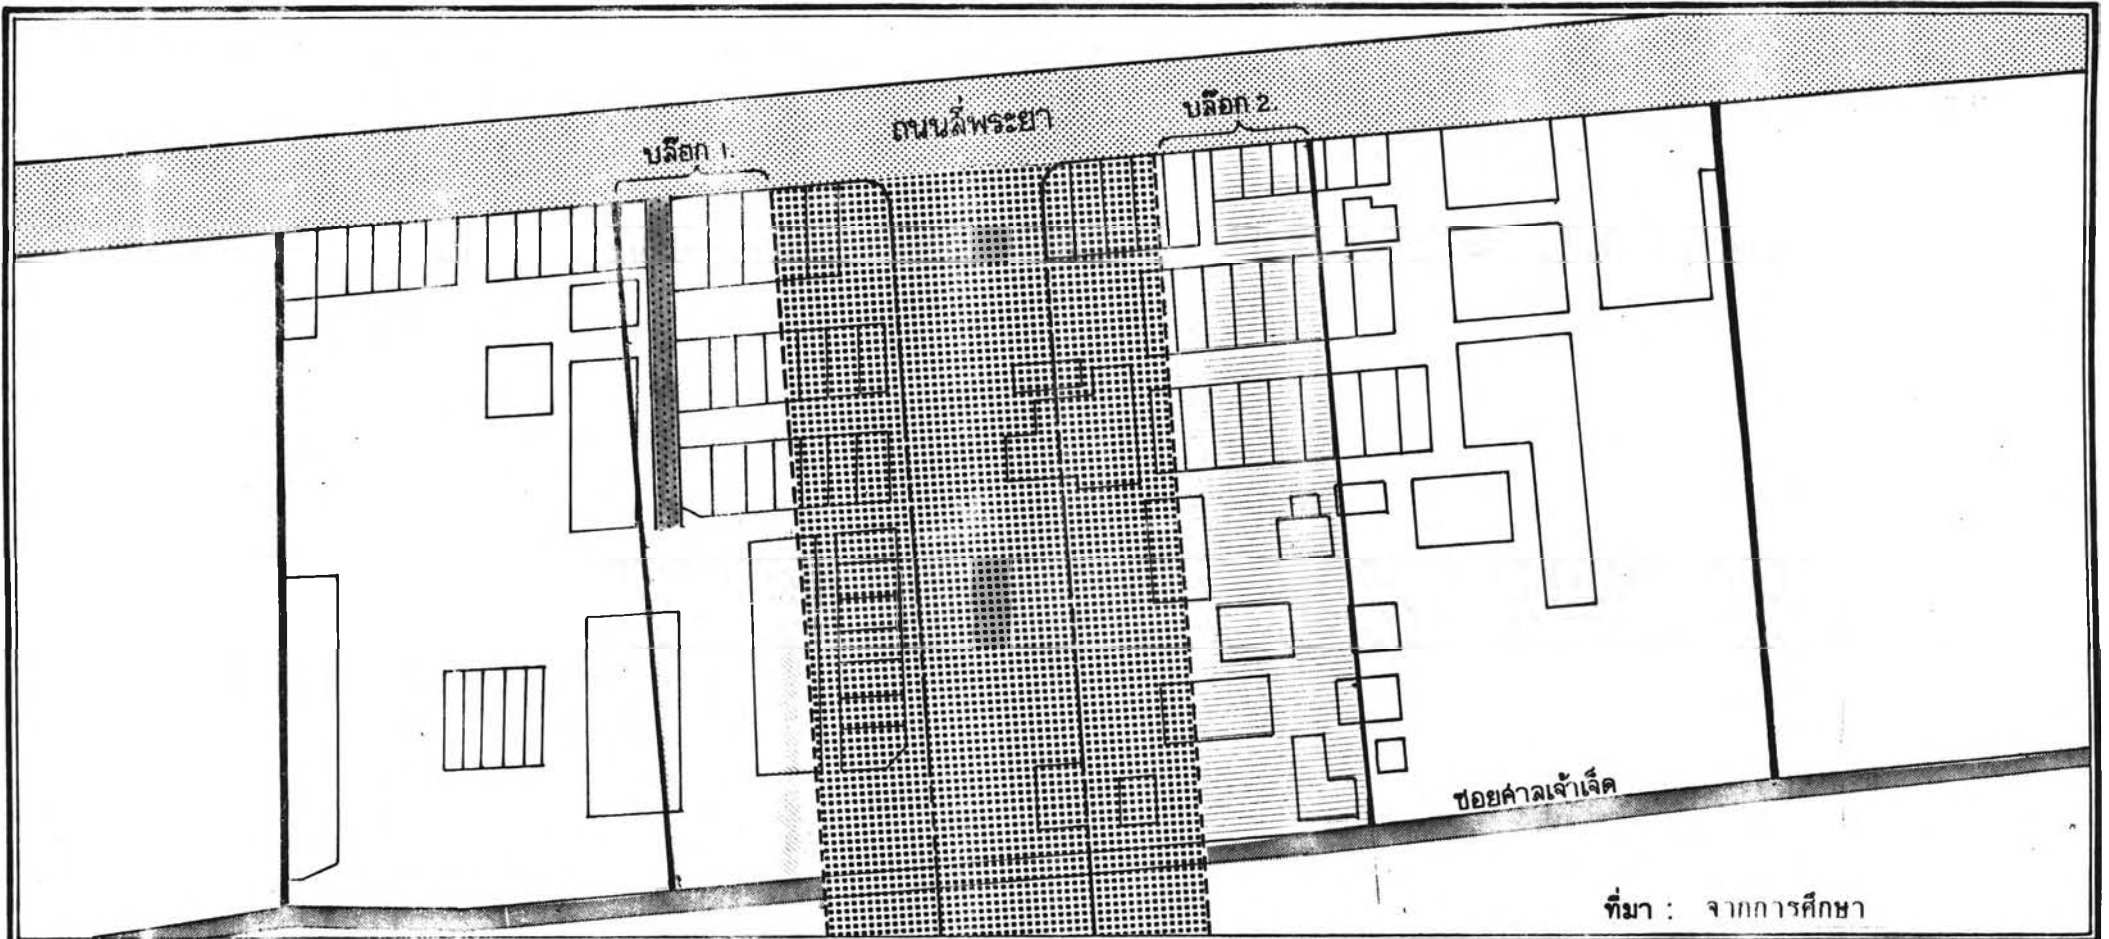 ถนนสี่พระยา
บล๊อก 2.
บล๊อก 1.
ซอยศาลเจ้าเจ็ด
ที่มา : จากการศึกษา